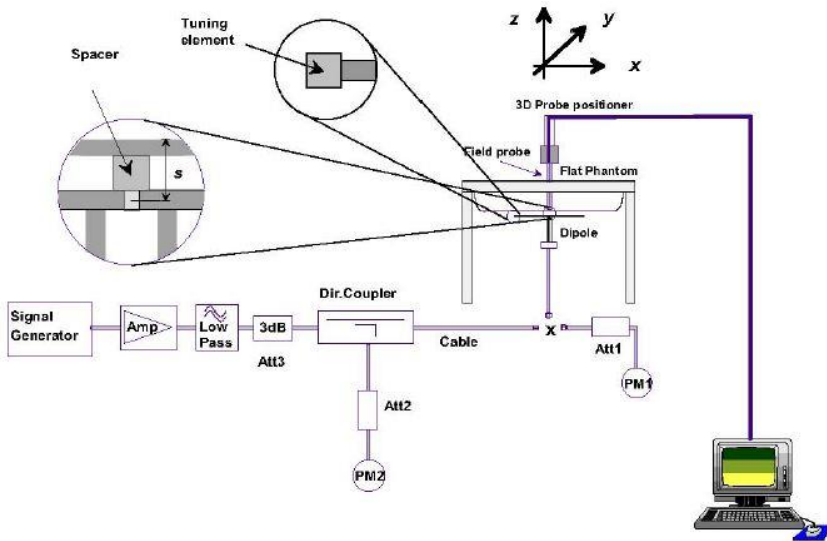 Tuning
element
Spacer
s
z
y
x
3D Probe positioner
Field probe
Flat Phantom
Dipole
Dir.Coupler
Signal
Generator
Amp
Low
Pass
3dB
Att3
Cable
x
Att1
PM1
Att2
PM2